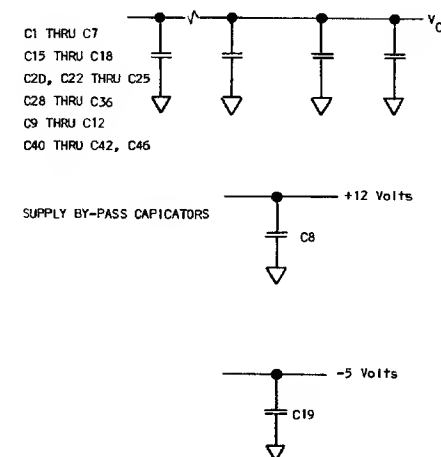 C1 THRU C7
C15 THRU C18
C20, C22 THRU C25
C28 THRU C36
C9 THRU C12
C40 THRU C42, C46
SUPPLY BY-PASS CAPICATORS
+12 Volts
C8
-5 Volts
C19